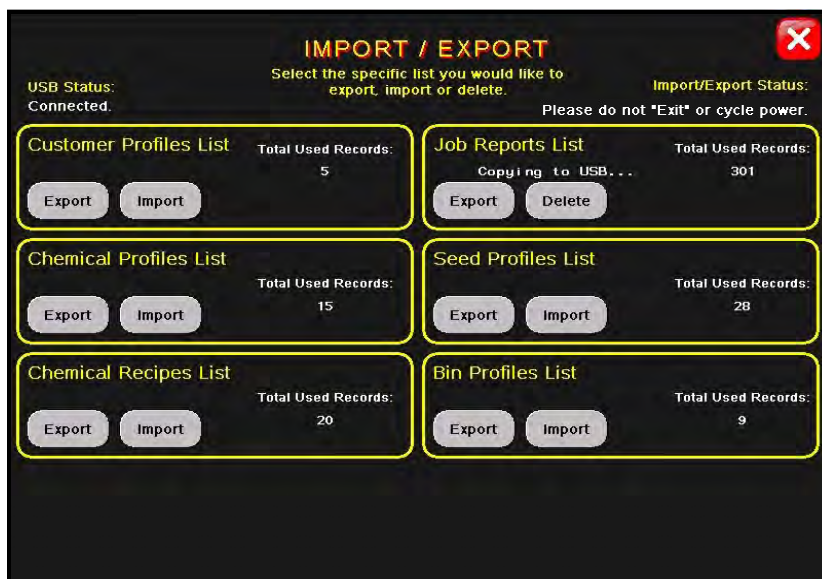 IMPORT / EXPORT
Select the specific list you would like to
export, import or delete.
USB Status:
Connected.
Import/Export Status:
Please do not "Exit" or cycle power.
Customer Profiles List
Total Used Records:
5
Export
Import
Job Reports List
Total Used Records:
Copying to USB...
301
Export
Delete
Chemical Profiles List
Total Used Records:
15
Export
Import
Seed Profiles List
Total Used Records:
28
Export
Import
Chemical Recipes List
Total Used Records:
20
Export
Import
Bin Profiles List
Total Used Records:
9
Export
Import